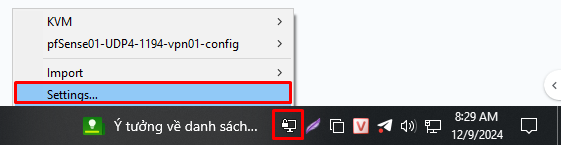 KVM
pfSense01-UDP4-1194-vpn01-config
Import
Settings...
Ý tưởng về danh sách...
V
8:29 AM
12/9/2024